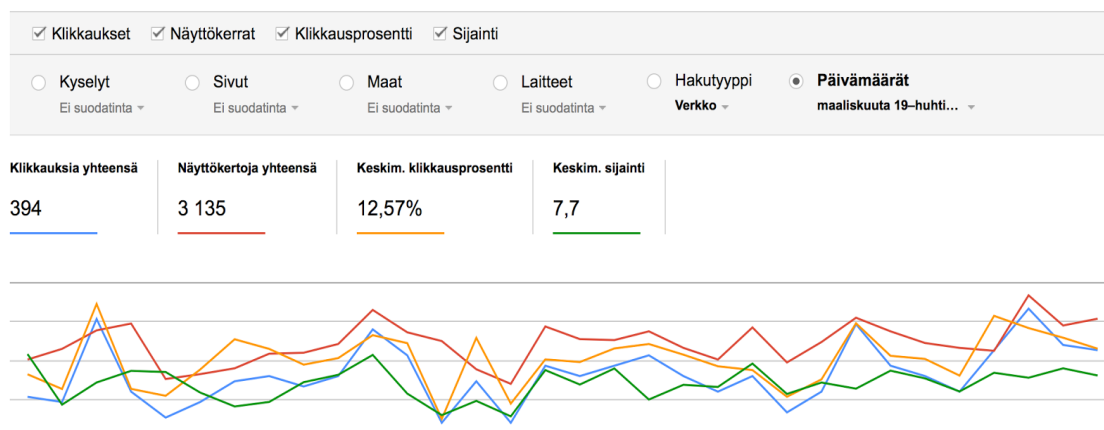 Klikkaukset Näyttökerrat Klikkausprosentti Sijainti
Kyselyt Sivut Maat Laitteet Hakutyyppi Päivämäärät
Ei suodatinta Ei suodatinta Ei suodatinta Ei suodatinta Verkko maaliskuuta 19–huhti…
Klikkauksia yhteensä Näyttökertoja yhteensä Keskim. klikkausprosentti Keskim. sijainti
394 3 135 12,57% 7,7